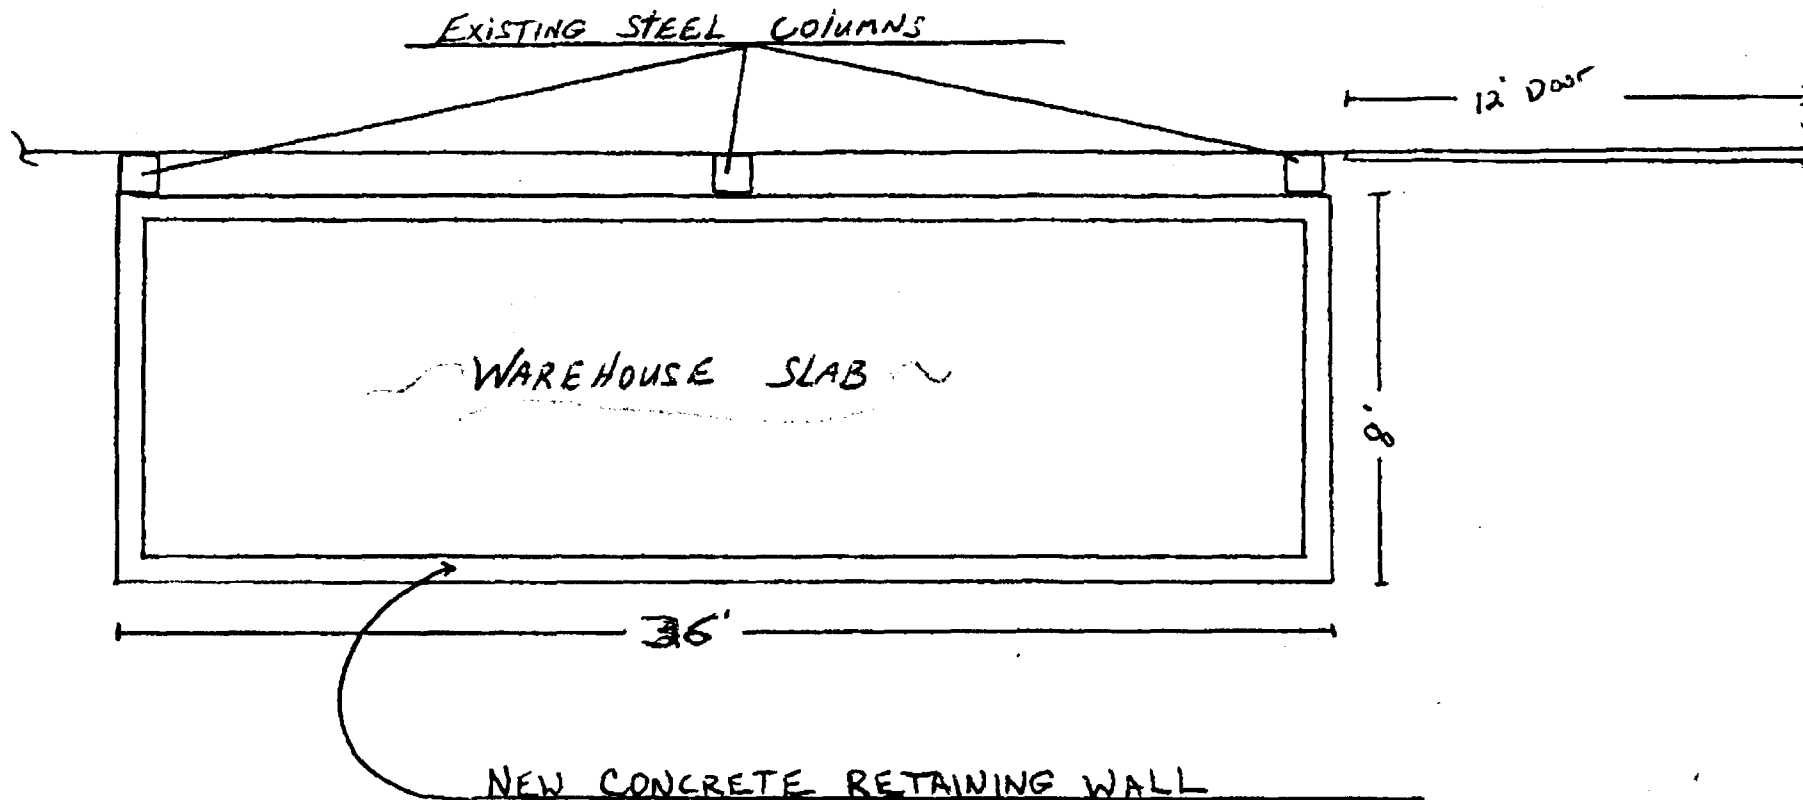 EXISTING STEEL COLUMNS
12' Door
WAREHOUSE SLAB
8'
36'
NEW CONCRETE RETAINING WALL